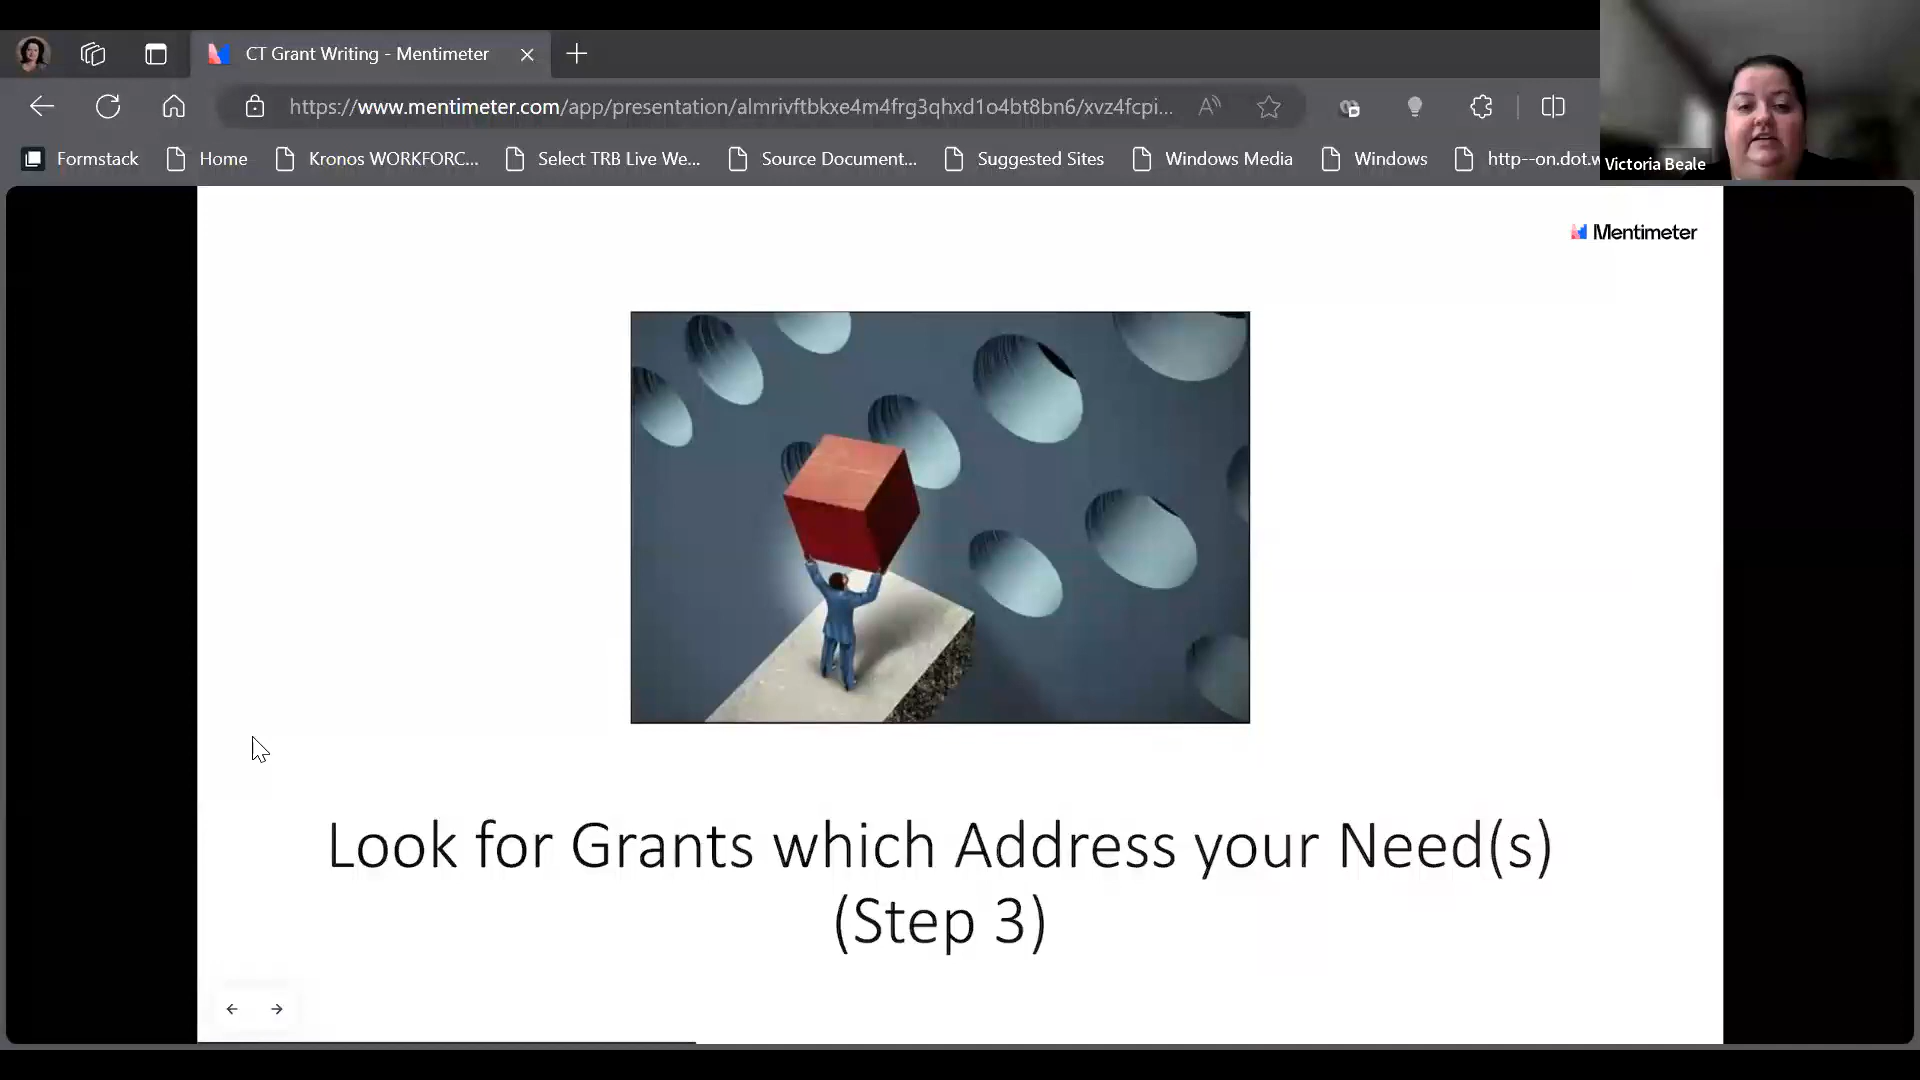 CT Grant Writing - Mentimeter
https://www.mentimeter.com/app/presentation/almrivftbkxe4m4frg3qhxd1o4bt8bn6/xvz4fcpi...
Formstack Home Kronos WORKFORC... Select TRB Live We... Source Document... Suggested Sites Windows Media Windows http--on.dot.w
Victoria Beale
Mentimeter
Look for Grants which Address your Need(s)
(Step 3)